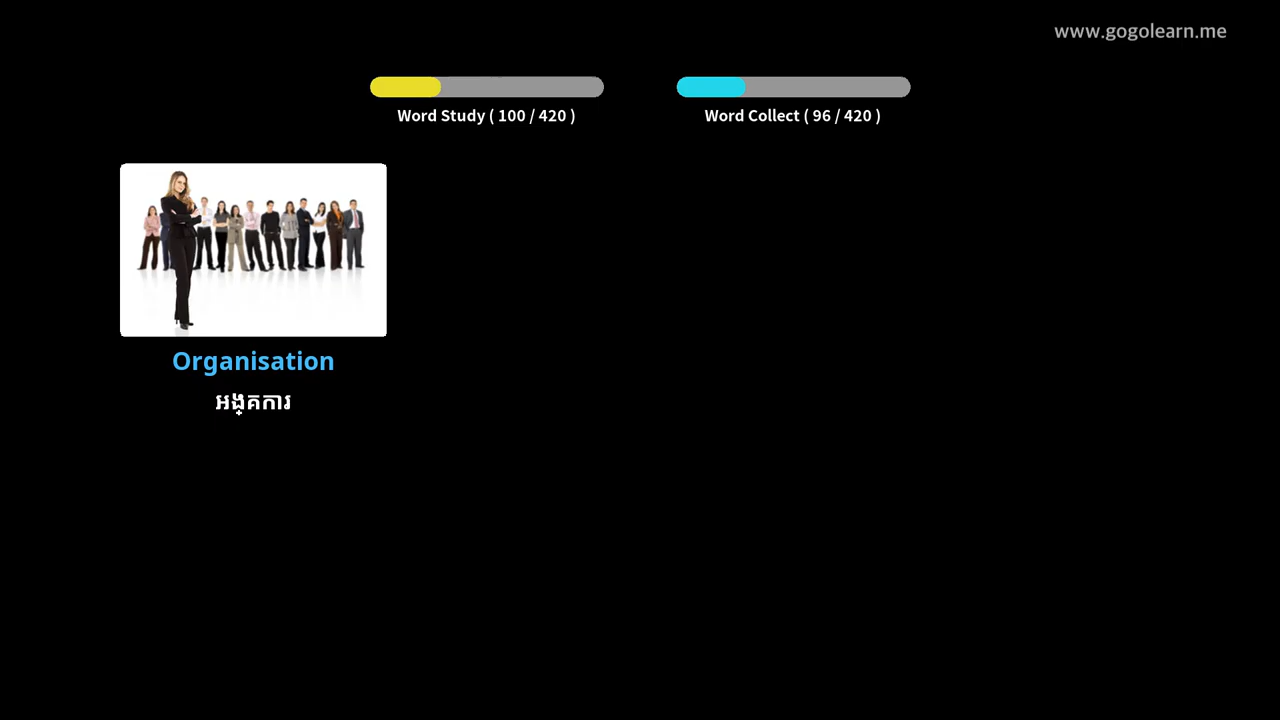 www.gogolearn.me
Word Study ( 100 / 420 )
Word Collect ( 96 / 420 )
Organisation
អង្គការ